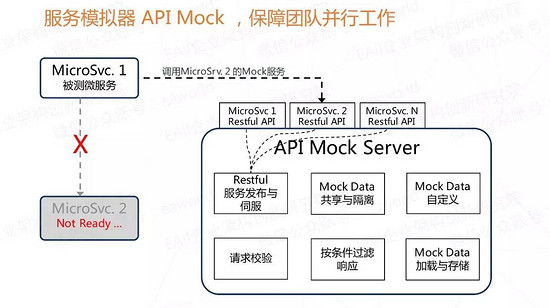 服务模拟器 API Mock ，保障团队并行工作
MicroSvc. 1
被测微服务
调用MicroSrv. 2 的Mock服务
X
MicroSvc. 2
Not Ready ...
MicroSvc 1
Restful API
MicroSvc. 2
Restful API
MicroSvc. N
Restful API
API Mock Server
Restful
服务发布与
伺服
Mock Data
共享与隔离
Mock Data
自定义
请求校验
按条件过滤
响应
Mock Data
加载与存储